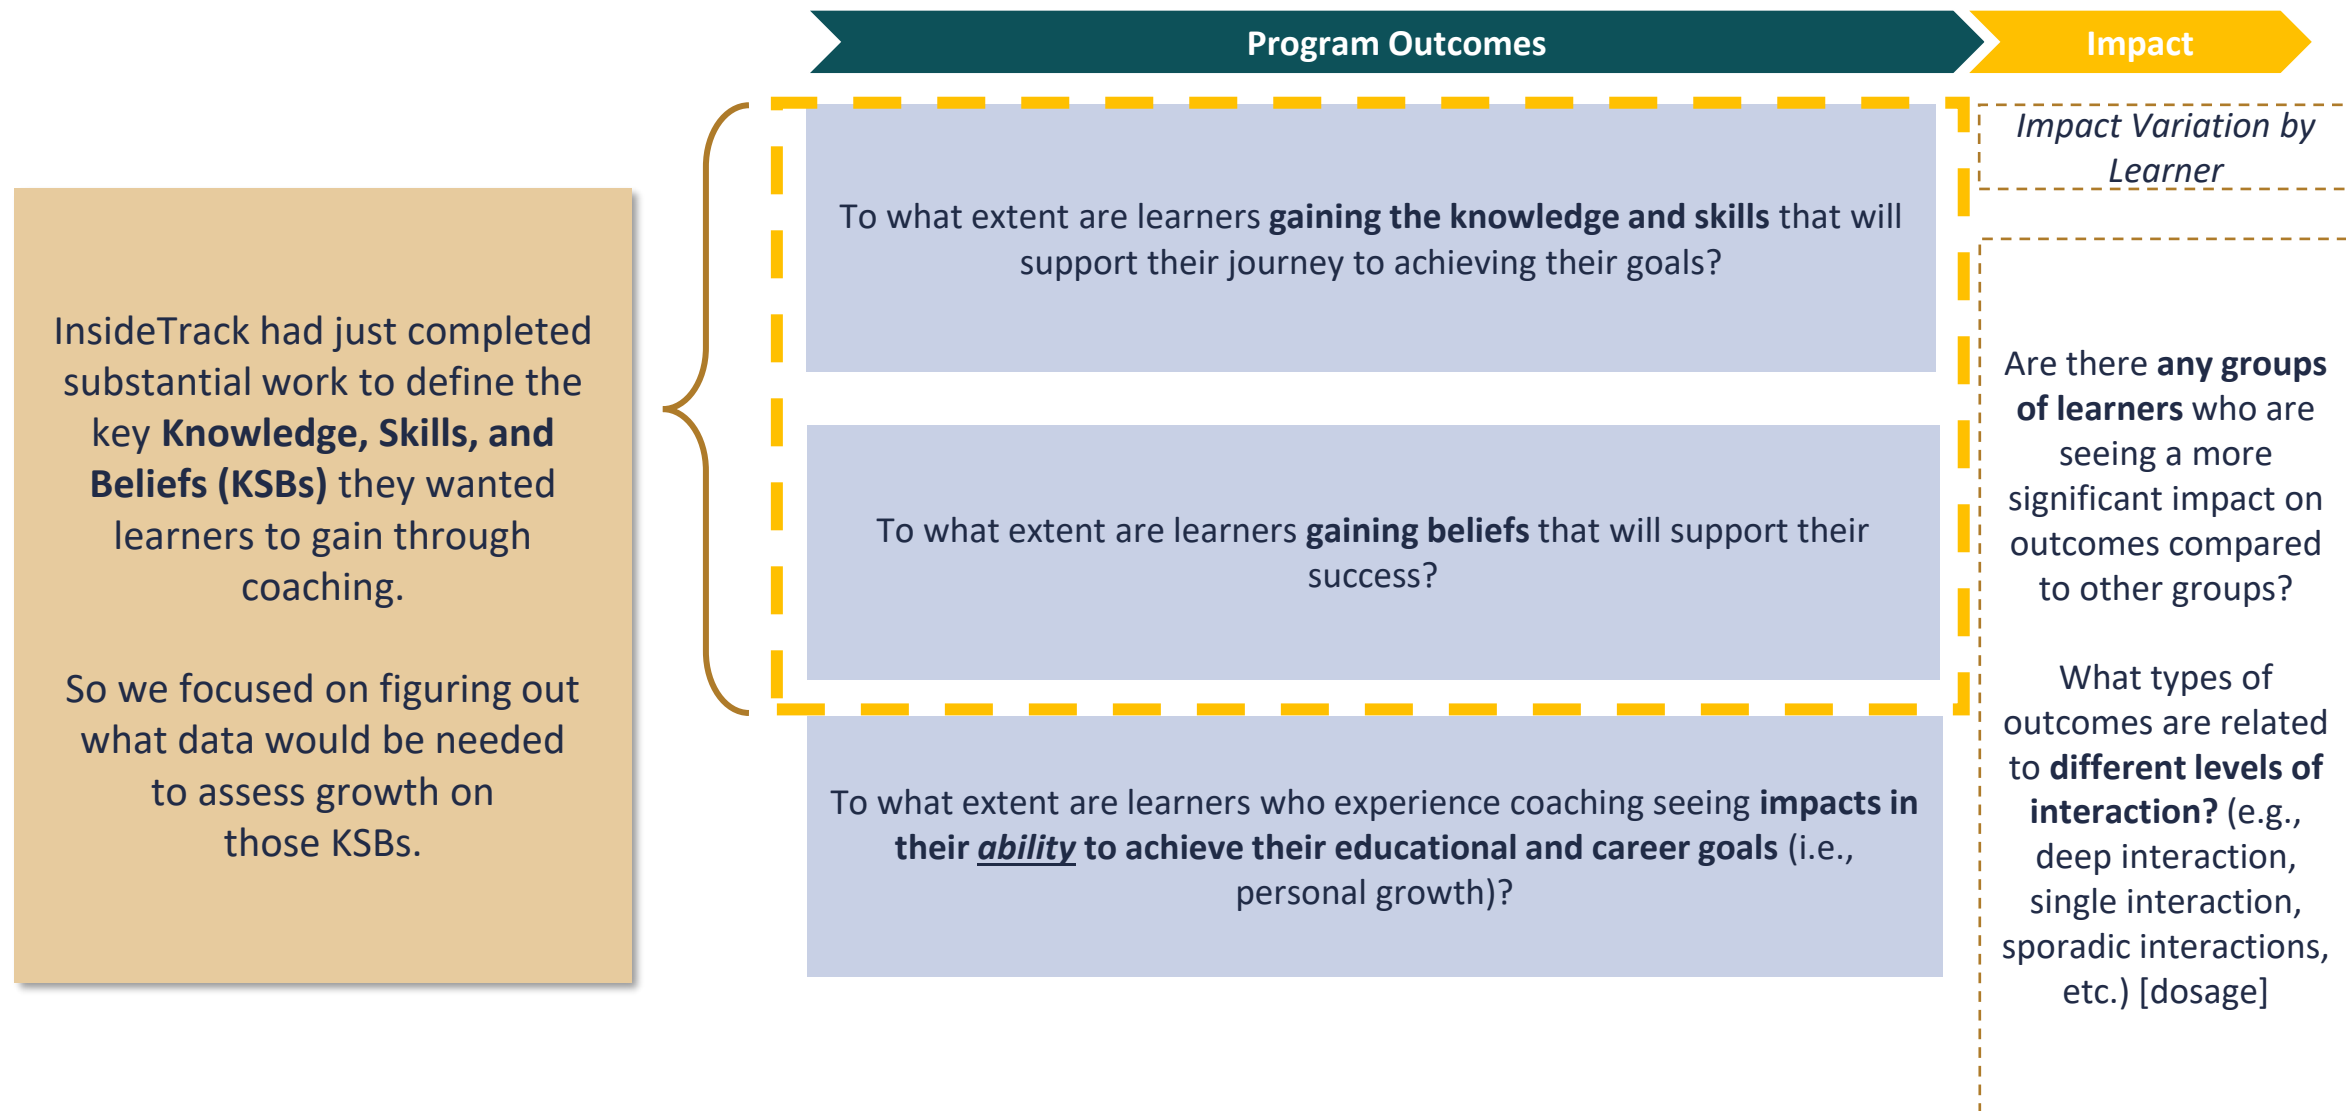 Program Outcomes
Impact
InsideTrack had just completed
substantial work to define the
key Knowledge, Skills, and
Beliefs (KSBs) they wanted
learners to gain through
coaching.
So we focused on figuring out
what data would be needed
to assess growth on
those KSBs.
To what extent are learners gaining the knowledge and skills that will
support their journey to achieving their goals?
To what extent are learners gaining beliefs that will support their
success?
To what extent are learners who experience coaching seeing impacts in
their ability to achieve their educational and career goals (i.e.,
personal growth)?
Impact Variation by
Learner
Are there any groups
of learners who are
seeing a more
significant impact on
outcomes compared
to other groups?
What types of
outcomes are related
to different levels of
interaction? (e.g.,
deep interaction,
single interaction,
sporadic interactions,
etc.) [dosage]